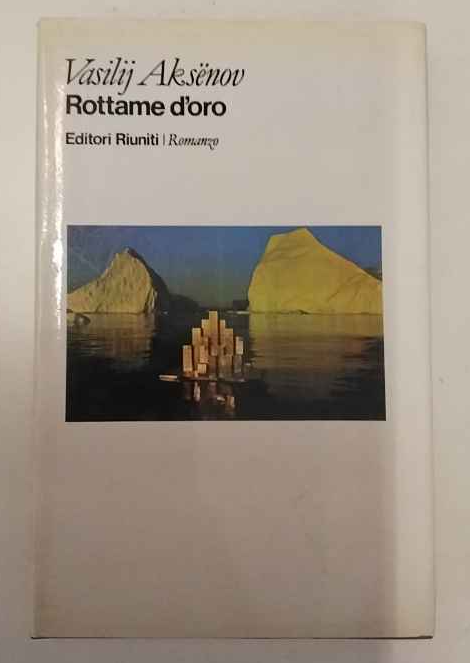 Vasilij Aksënov
Rottame d'oro
Editori Riuniti | Romanzo